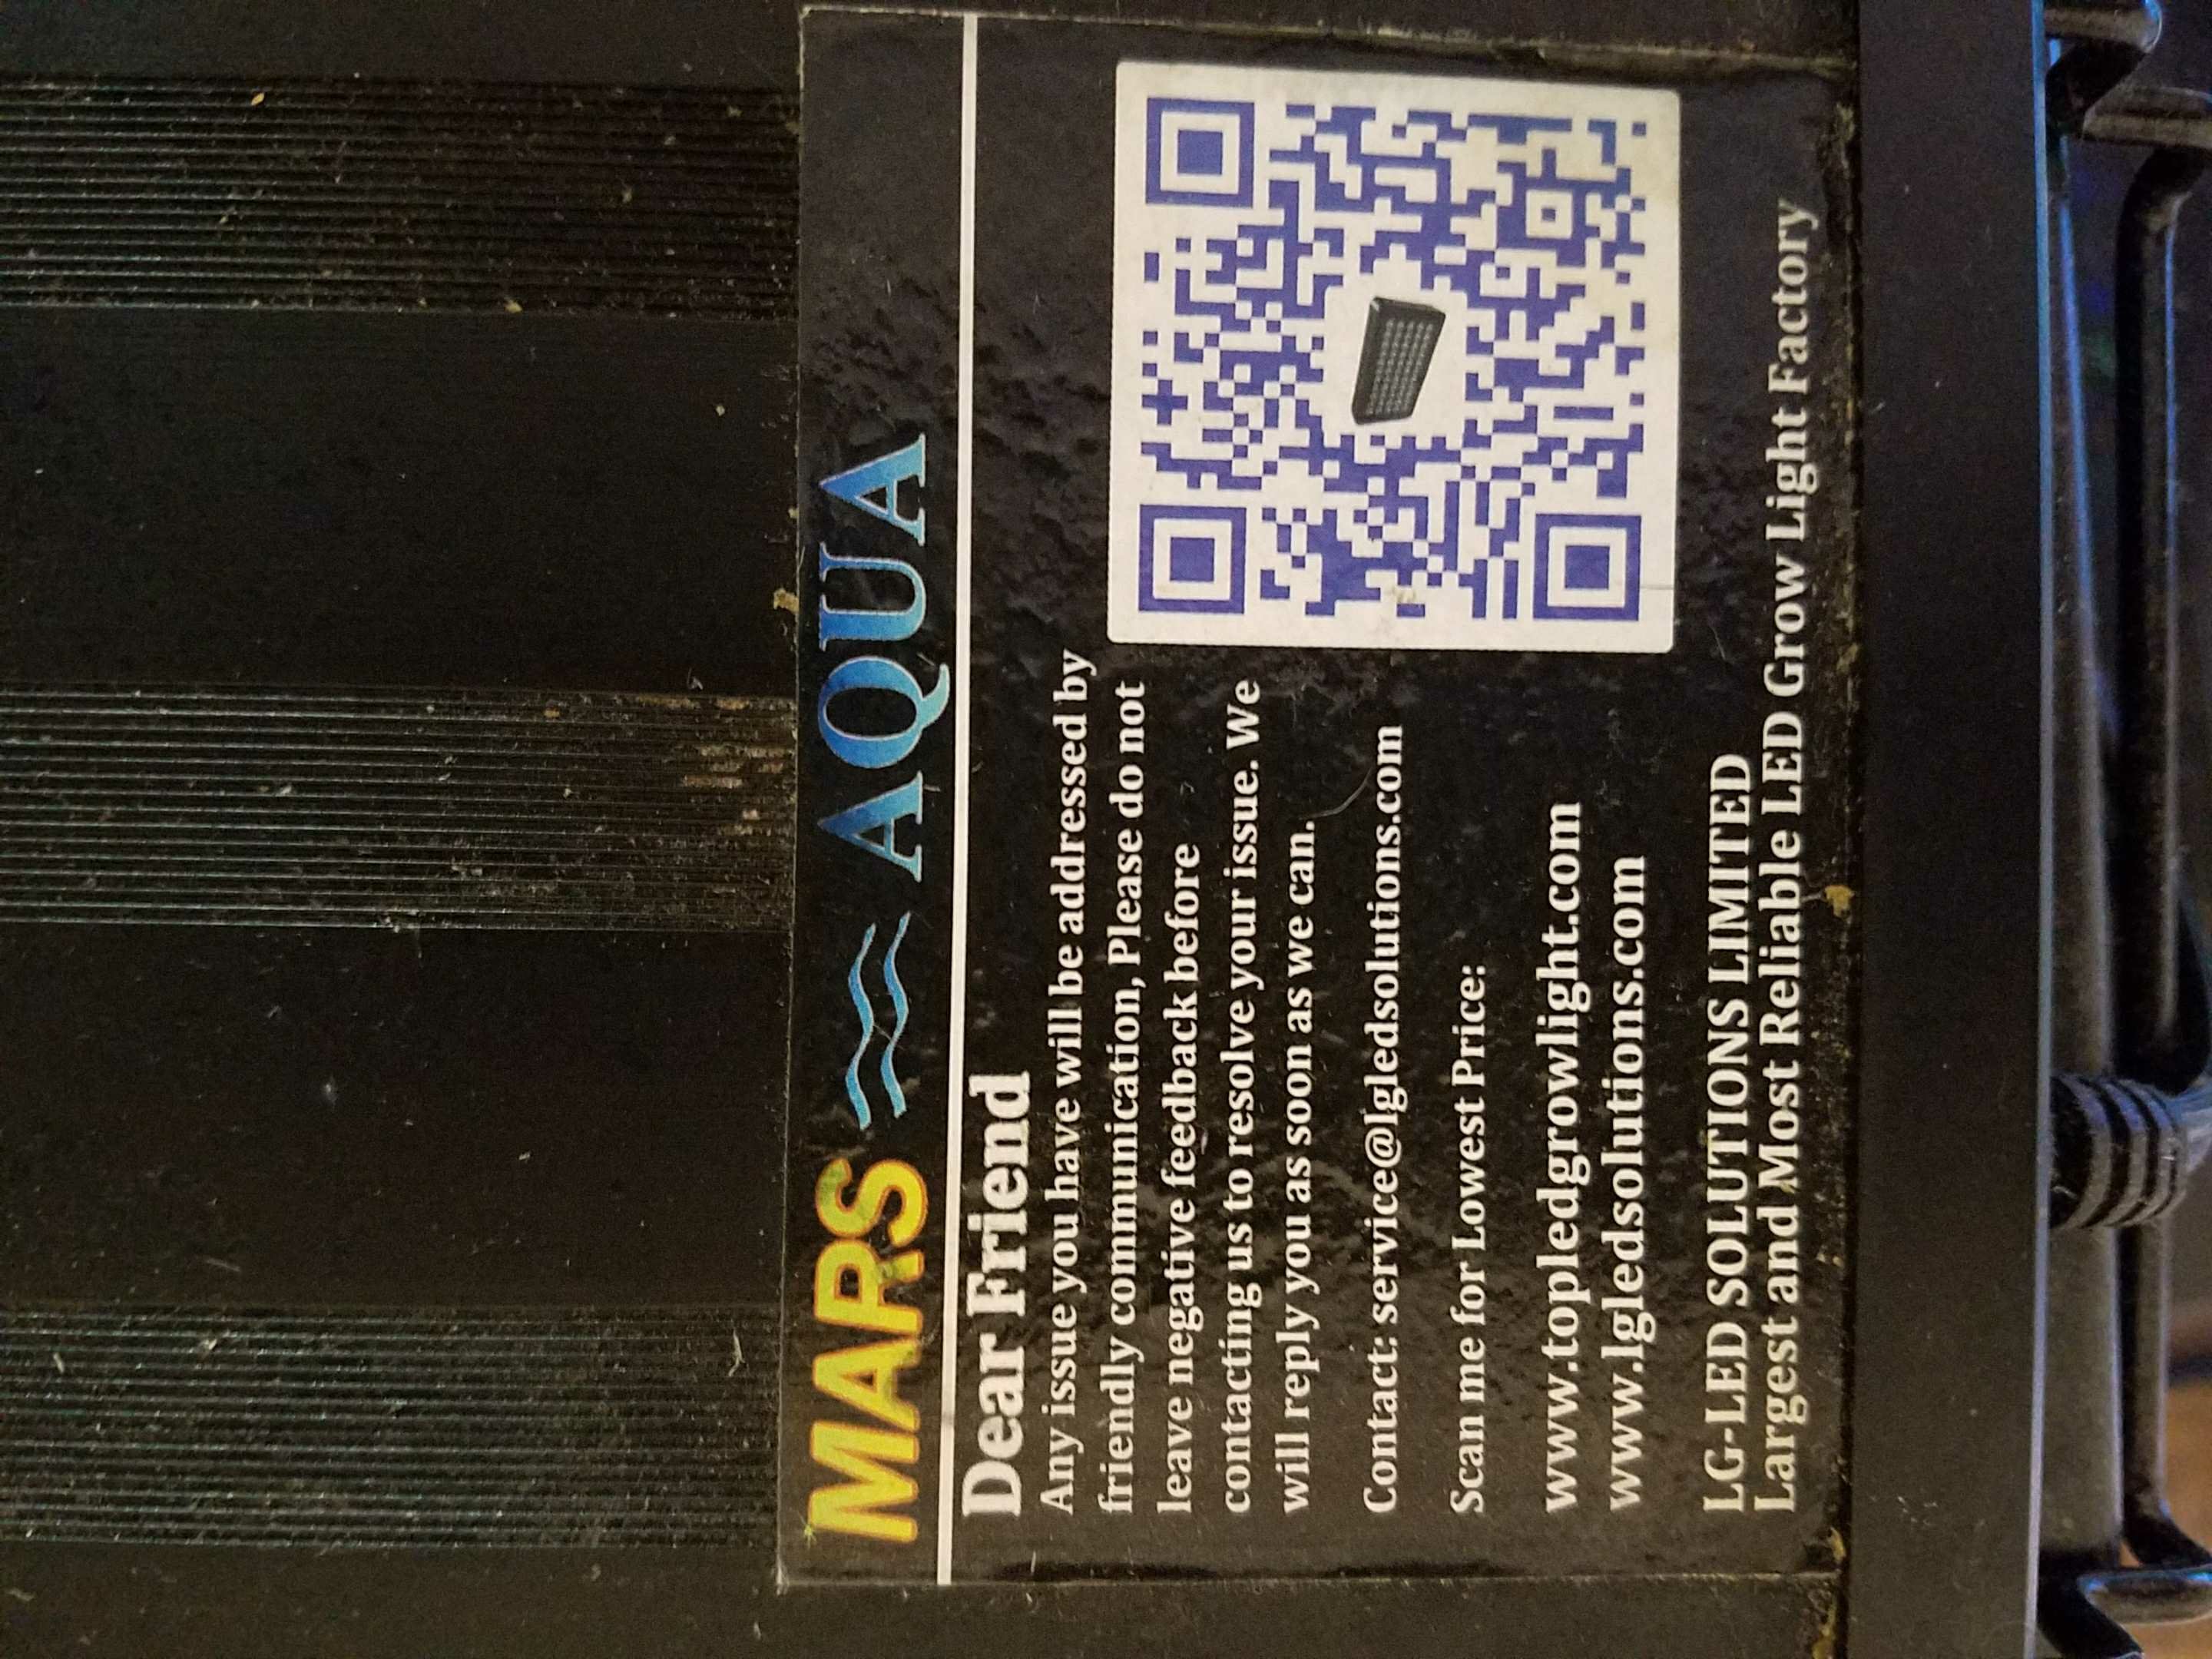 MARS AQUA
Dear Friend
Any issue you have will be addressed by
friendly communication, Please do not
leave negative feedback before
contacting us to resolve your issue. We
will reply you as soon as we can.
Contact: service@lgledsolutions.com
Scan me for Lowest Price:
www.topledgrowlight.com
www.lgledsolutions.com
LG-LED SOLUTIONS LIMITED
Largest and Most Reliable LED Grow Light Factory